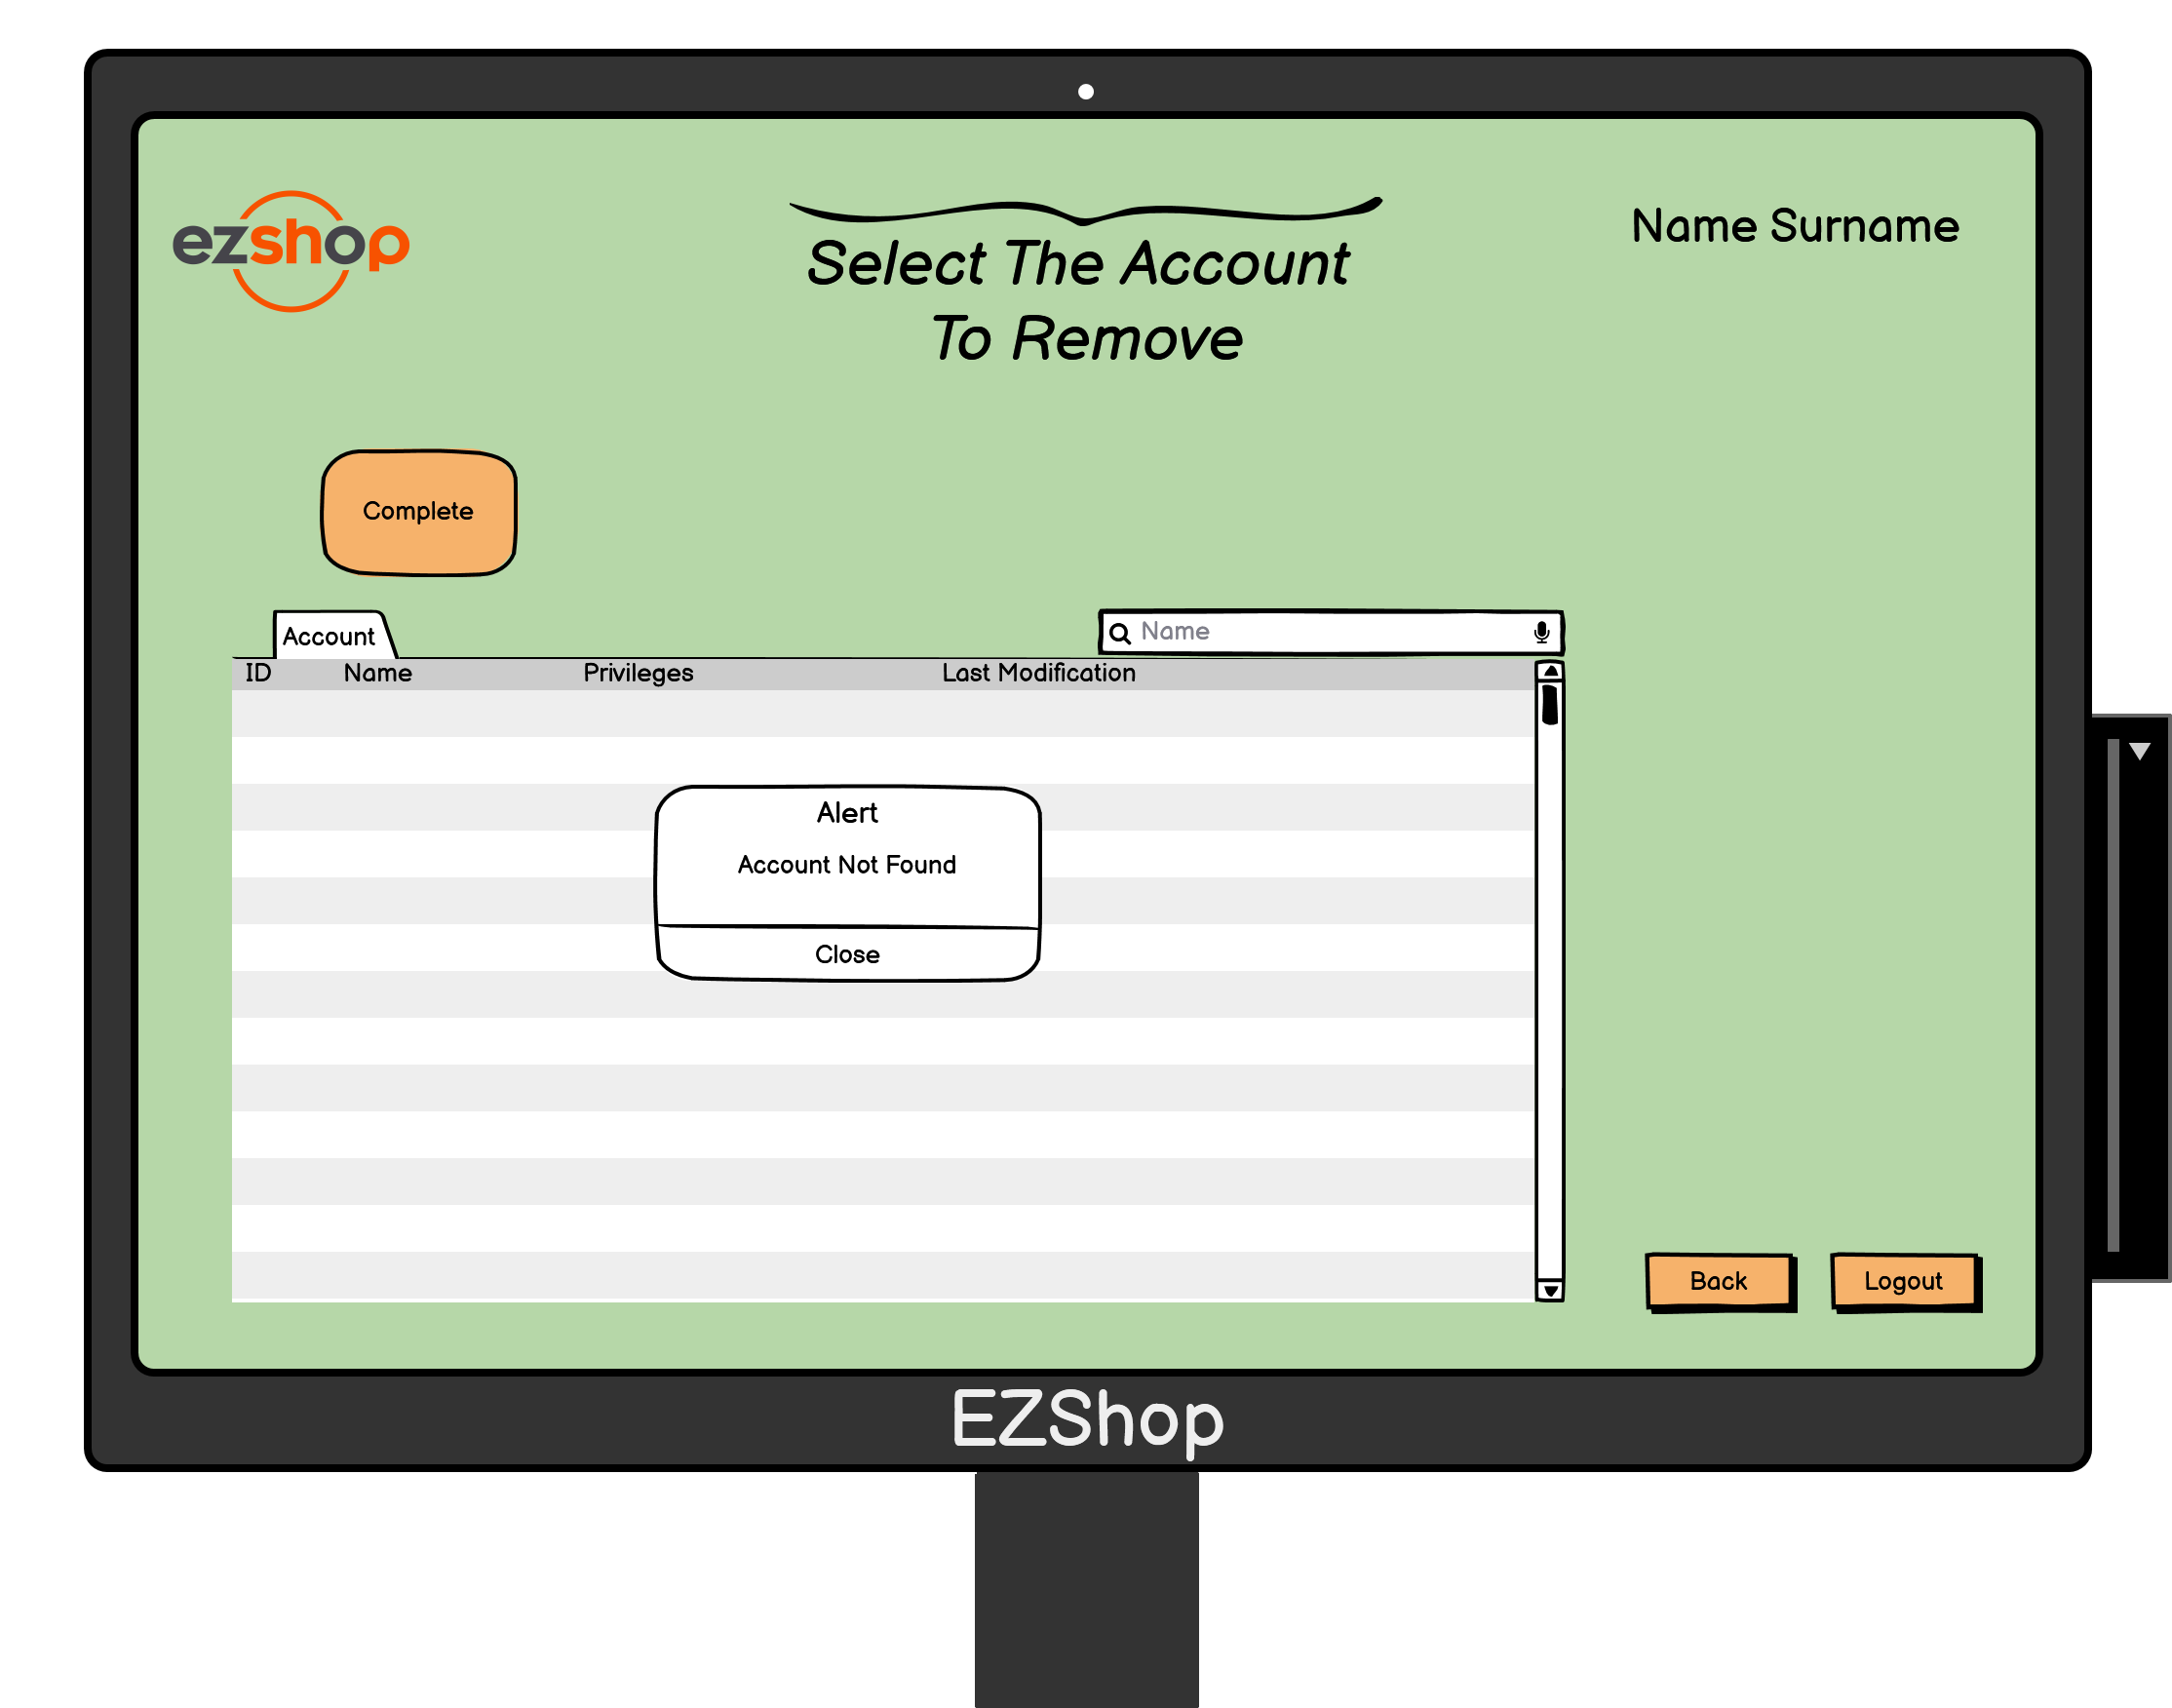 ezshop
Select The Account
To Remove
Name Surname
Complete
Account
Name
ID Name Privileges Last Modification
Alert
Account Not Found
Close
Back
Logout
EZShop